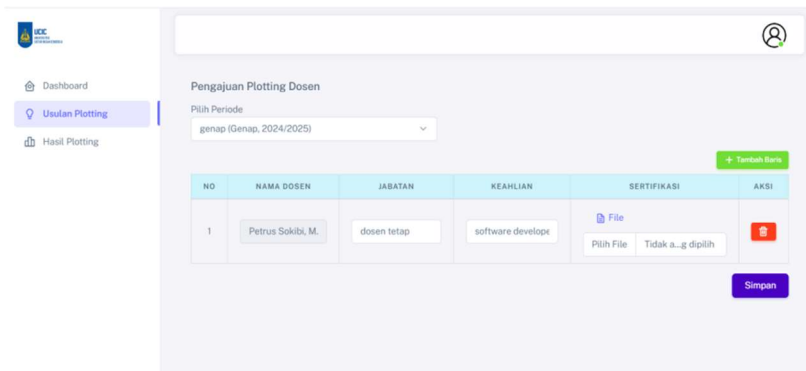 UCIC
Dashboard
Usulan Plotting
Hasil Plotting
Pengajuan Plotting Dosen
Pilih Periode
genap (Genap, 2024/2025)
+ Tambah Baris
NO NAMA DOSEN JABATAN KEAHLIAN SERTIFIKASI AKSI
File
1 Petrus Sokibi, M. dosen tetap software develope
Pilih File Tidak a...g dipilih
Simpan